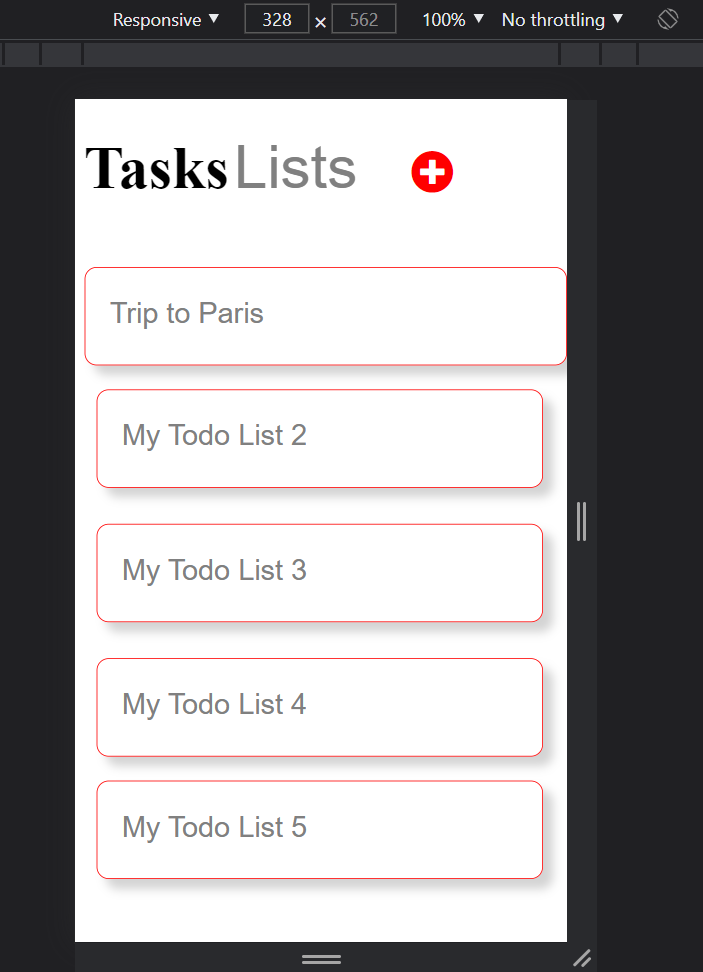 Responsive ▼ 328 × 562 100% ▼ No throttling ▼
Tasks Lists
Trip to Paris
My Todo List 2
My Todo List 3
My Todo List 4
My Todo List 5